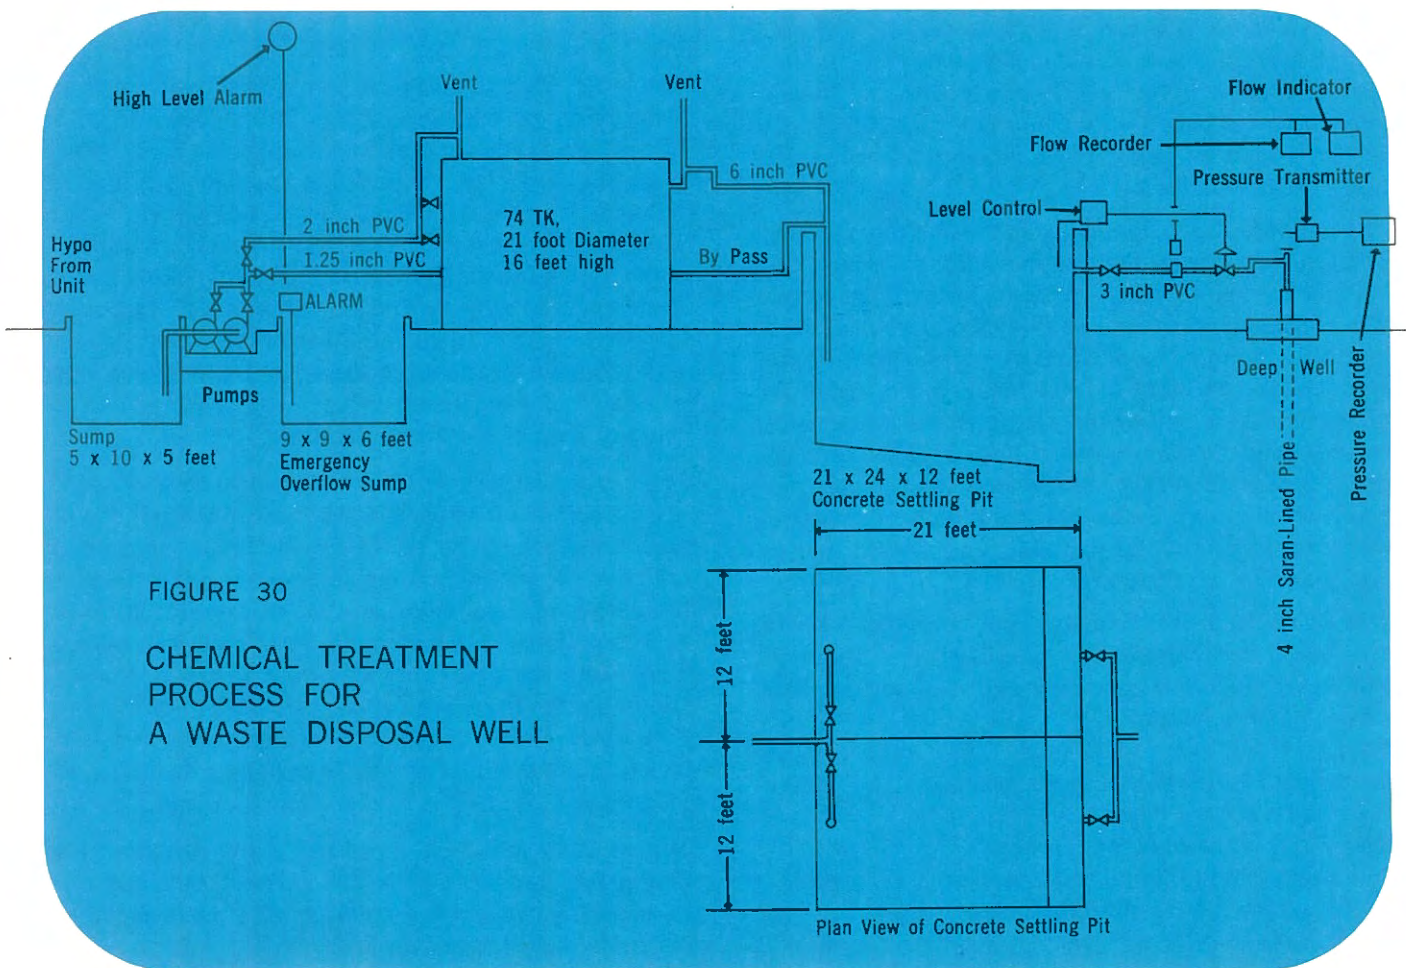 High Level Alarm
Vent
Vent
Flow Indicator
Flow Recorder
Pressure Transmitter
6 inch PVC
Level Control
74 TK,
21 foot Diameter
16 feet high
2 inch PVC
Hypo
From
Unit
1.25 inch PVC
By Pass
ALARM
3 inch PVC
Pumps
Deep Well
Pressure Recorder
Sump
5 x 10 x 5 feet
9 x 9 x 6 feet
Emergency
Overflow Sump
21 x 24 x 12 feet
Concrete Settling Pit
4 inch Saran-Lined Pipe
21 feet
12 feet
12 feet
FIGURE 30
CHEMICAL TREATMENT
PROCESS FOR
A WASTE DISPOSAL WELL
Plan View of Concrete Settling Pit